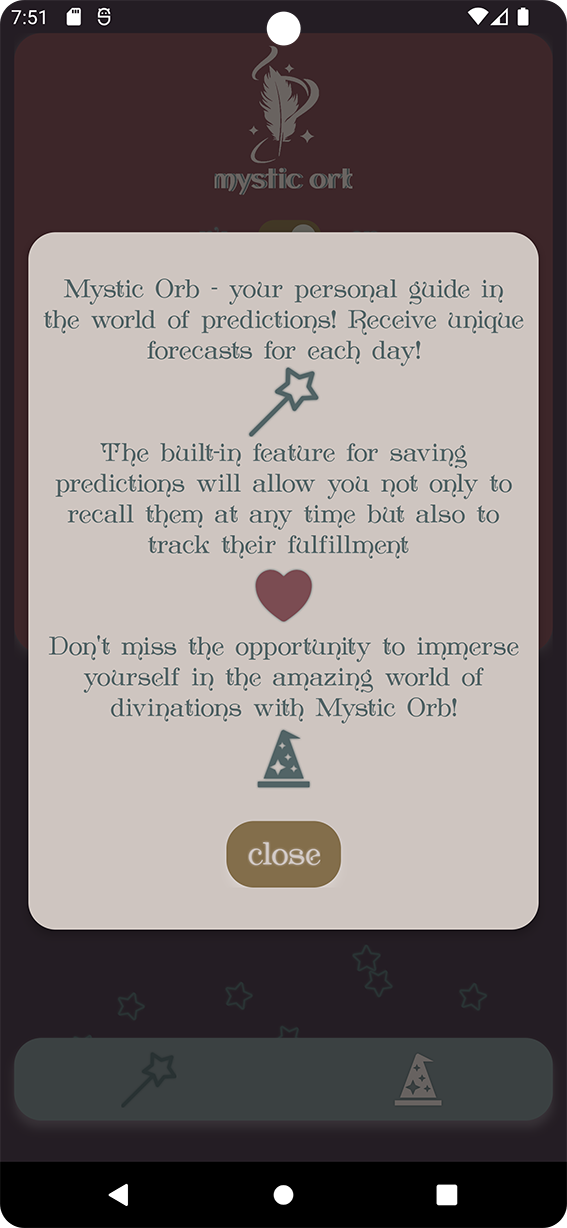 7:51
mystic ort
Mystic Orb - your personal guide in
the world of predictions! Receive unique
forecasts for each day!
The built-in feature for saving
predictions will allow you not only to
recall them at any time but also to
track their fulfillment
Don't miss the opportunity to immerse
yourself in the amazing world of
divinations with Mystic Orb!
close